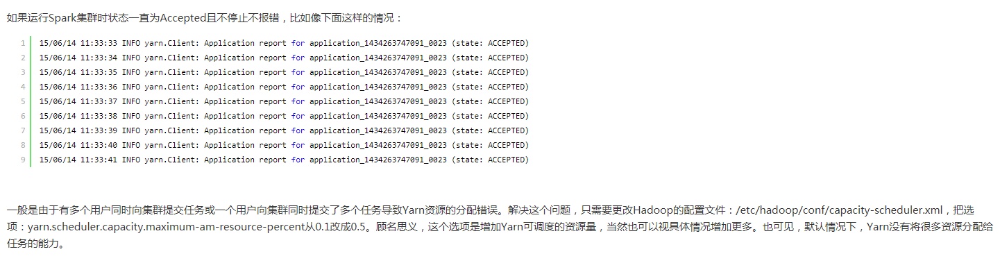 如果运行Spark集群时状态一直为Accepted且不停止不报错，比如像下面这样的情况：
1 15/06/14 11:33:33 INFO yarn.Client: Application report for application_1434263747091_0023 (state: ACCEPTED)
2 15/06/14 11:33:34 INFO yarn.Client: Application report for application_1434263747091_0023 (state: ACCEPTED)
3 15/06/14 11:33:35 INFO yarn.Client: Application report for application_1434263747091_0023 (state: ACCEPTED)
4 15/06/14 11:33:36 INFO yarn.Client: Application report for application_1434263747091_0023 (state: ACCEPTED)
5 15/06/14 11:33:37 INFO yarn.Client: Application report for application_1434263747091_0023 (state: ACCEPTED)
6 15/06/14 11:33:38 INFO yarn.Client: Application report for application_1434263747091_0023 (state: ACCEPTED)
7 15/06/14 11:33:39 INFO yarn.Client: Application report for application_1434263747091_0023 (state: ACCEPTED)
8 15/06/14 11:33:40 INFO yarn.Client: Application report for application_1434263747091_0023 (state: ACCEPTED)
9 15/06/14 11:33:41 INFO yarn.Client: Application report for application_1434263747091_0023 (state: ACCEPTED)
一般是由于有多个用户同时向集群提交任务或一个用户向集群同时提交了多个任务导致Yarn资源的分配错误。解决这个问题，只需要更改Hadoop的配置文件：/etc/hadoop/conf/capacity-scheduler.xml，把选
项：yarn.scheduler.capacity.maximum-am-resource-percent从0.1改成0.5。顾名思义，这个选项是增加Yarn可调度的资源量，当然也可以视具体情况增加更多。也可见，默认情况下，Yarn没有将很多资源分配给
任务的能力。